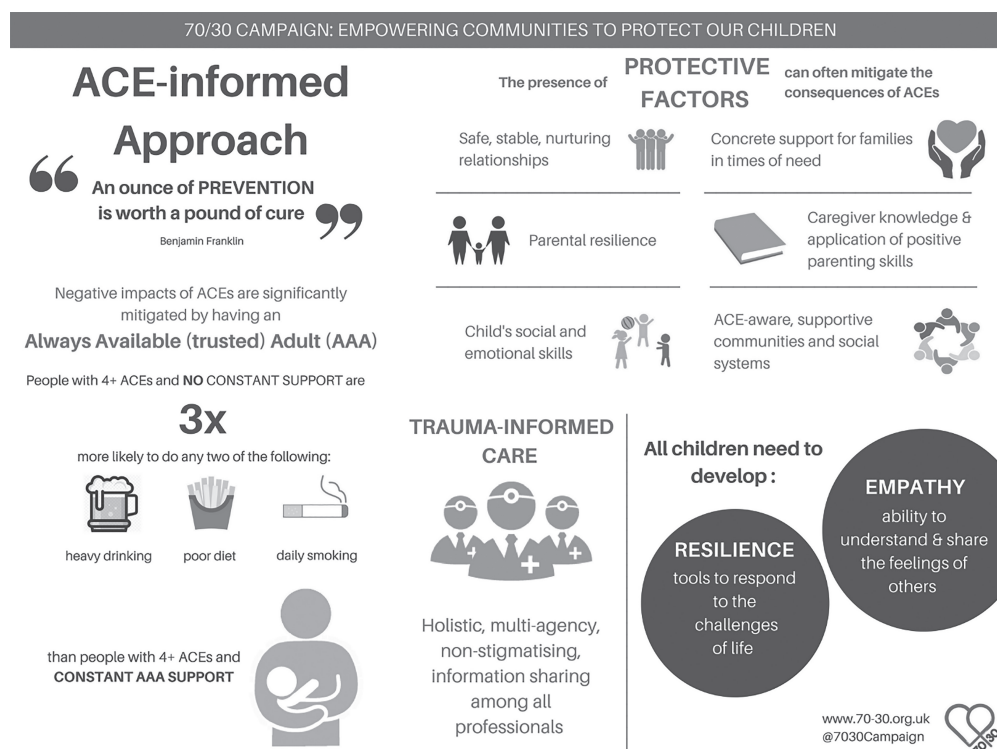 70/30 CAMPAIGN: EMPOWERING COMMUNITIES TO PROTECT OUR CHILDREN
ACE-informed
Approach
“ An ounce of PREVENTION
is worth a pound of cure ”
Benjamin Franklin
Negative impacts of ACEs are significantly
mitigated by having an
Always Available (trusted) Adult (AAA)
People with 4+ ACEs and NO CONSTANT SUPPORT are
3x
more likely to do any two of the following:
heavy drinking
poor diet
daily smoking
than people with 4+ ACEs and
CONSTANT AAA SUPPORT
The presence of
PROTECTIVE
FACTORS
can often mitigate the
consequences of ACEs
Safe, stable, nurturing
relationships
Concrete support for families
in times of need
Parental resilience
Caregiver knowledge &
application of positive
parenting skills
Child's social and
emotional skills
ACE-aware, supportive
communities and social
systems
TRAUMA-INFORMED
CARE
Holistic, multi-agency,
non-stigmatising,
information sharing
among all
professionals
All children need to
develop :
RESILIENCE
tools to respond
to the
challenges
of life
EMPATHY
ability to
understand & share
the feelings of
others
www.70-30.org.uk
@7030Campaign
70/30